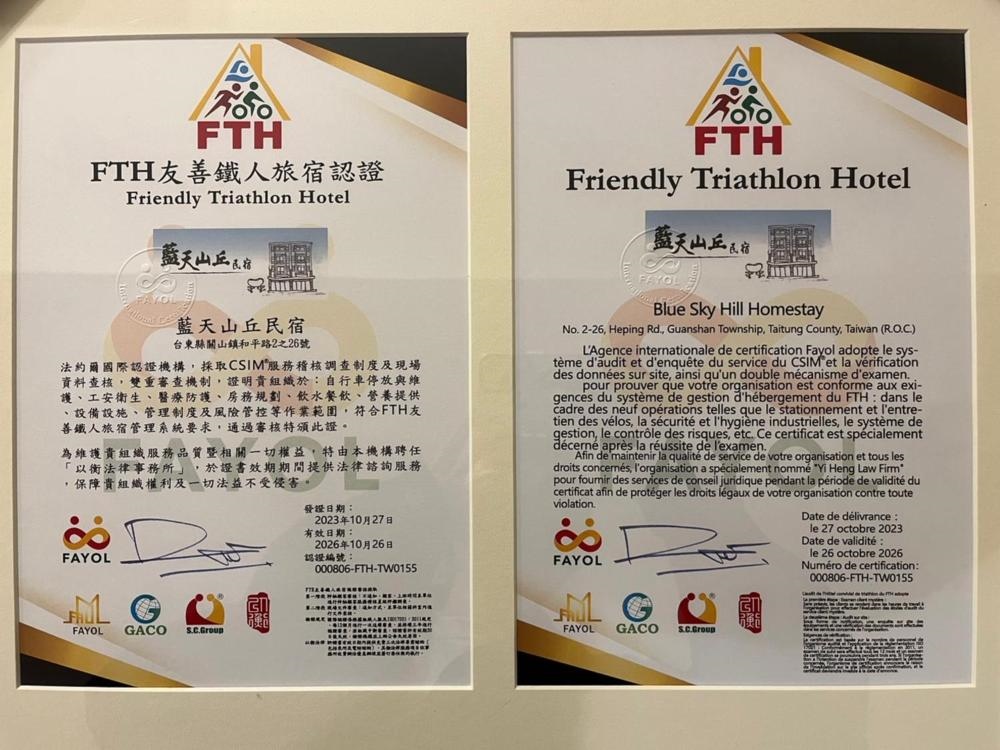 FTH
FTH友善鐵人旅宿認證
Friendly Triathlon Hotel
藍天山丘民宿
FAYOL
藍天山丘民宿
台東縣關山鎮和平路2之26號
法約爾國際認證機構，採取CSIM®服務稽核調查制度及現場
資料查核，雙重審查機制，證明貴組織於：自行車停放與維
護、工安衛生、醫療防護、房務規劃、飲水餐飲、營養提供
、設備設施、管理制度及風險管控等作業範圍，符合FTH友
善鐵人旅宿管理系統要求，通過審核特頒此證。
為維護貴組織服務品質暨相關一切權益，特由本機構聘任
「以衡法律事務所」，於證書效期期間提供法律諮詢服務
，保障貴組織權利及一切法益不受侵害。
FAYOL
發證日期：
2023年10月27日
有效日期：
2026年10月26日
認證編號：
000806-FTH-TW0155
FAYOL
FAYOL
GACO
S.C.Group
FTH
Friendly Triathlon Hotel
藍天山丘民宿
FAYOL
Blue Sky Hill Homestay
No. 2-26, Heping Rd., Guanshan Township, Taitung County, Taiwan (R.O.C.)
L'Agence internationale de certification Fayol adopte le sys-
tème d'audit et d'enquête du service du CSIM® et la vérification
des données sur site, ainsi qu'un double mécanisme d'examen.
pour prouver que votre organisation est conforme aux exi-
gences du système de gestion d'hébergement du FTH : dans le
cadre des neuf opérations telles que le stationnement et l'entre-
tien des vélos, la sécurité et l'hygiène industrielles, le système de
gestion, le contrôle des risques, etc. Ce certificat est spécialement
décerné après la réussite de l'examen.
Afin de maintenir la qualité de service de votre organisation et tous les
droits concernés, l'organisation a spécialement nommé "Yi Heng Law Firm"
pour fournir des services de conseil juridique pendant la période de validité du
certificat afin de protéger les droits légaux de votre organisation contre toute
violation.
FAYOL
Date de délivrance :
le 27 octobre 2023
Date de validité :
le 26 octobre 2026
Numéro de certification:
000806-FTH-TW0155
FAYOL
FAYOL
GACO
S.C.Group